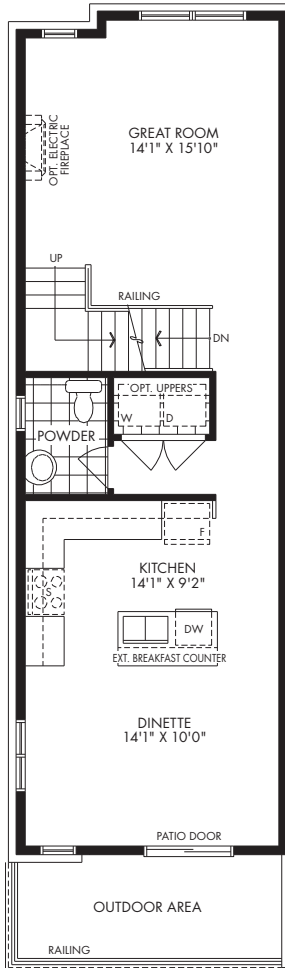 GREAT ROOM
14'1" X 15'10"
OPT. ELECTRIC
FIREPLACE
UP
RAILING
DN
OPT. UPPERS
W
D
POWDER
F
KITCHEN
14'1" X 9'2"
S
DW
EXT. BREAKFAST COUNTER
DINETTE
14'1" X 10'0"
PATIO DOOR
OUTDOOR AREA
RAILING